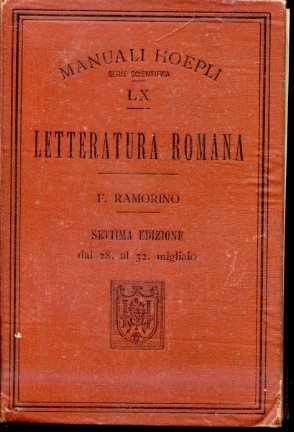 MANUALI HOEPLI
SERIE SCIENTIFICA
LX
LETTERATURA ROMANA
F. RAMORINO
SETTIMA EDIZIONE
dal 28. al 32. migliaio